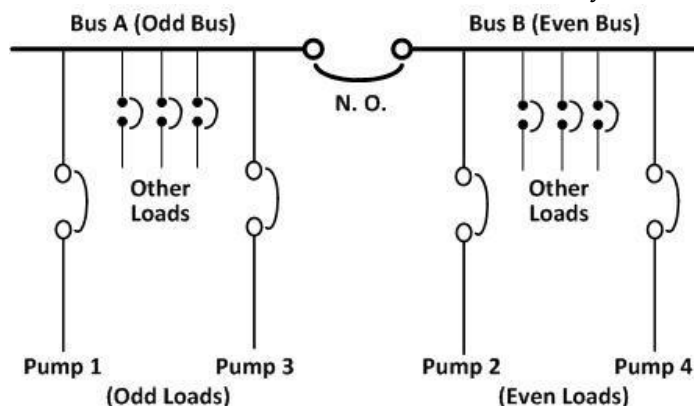 Bus A (Odd Bus)
Bus B (Even Bus)
N. O.
Other
Loads
Other
Loads
Pump 1
Pump 3
Pump 2
Pump 4
(Odd Loads)
(Even Loads)